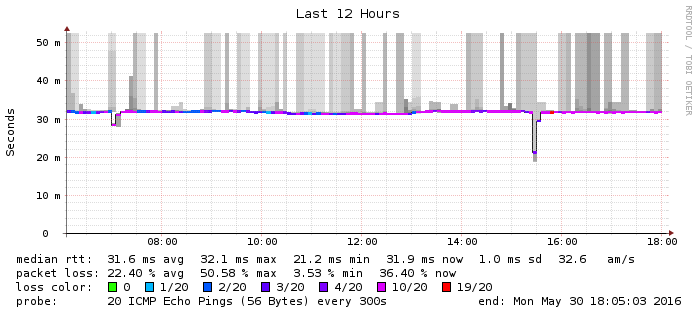 Last 12 Hours
RRDTOOL / TOBI OETIKER
Seconds
50 m
40 m
30 m
20 m
10 m
0
08:00 10:00 12:00 14:00 16:00 18:00
median rtt: 31.6 ms avg 32.1 ms max 21.2 ms min 31.9 ms now 1.0 ms sd 32.6 am/s
packet loss: 22.40 % avg 50.58 % max 3.53 % min 36.40 % now
loss color: 0 1/20 2/20 3/20 4/20 10/20 19/20
probe: 20 ICMP Echo Pings (56 Bytes) every 300s end: Mon May 30 18:05:03 2016